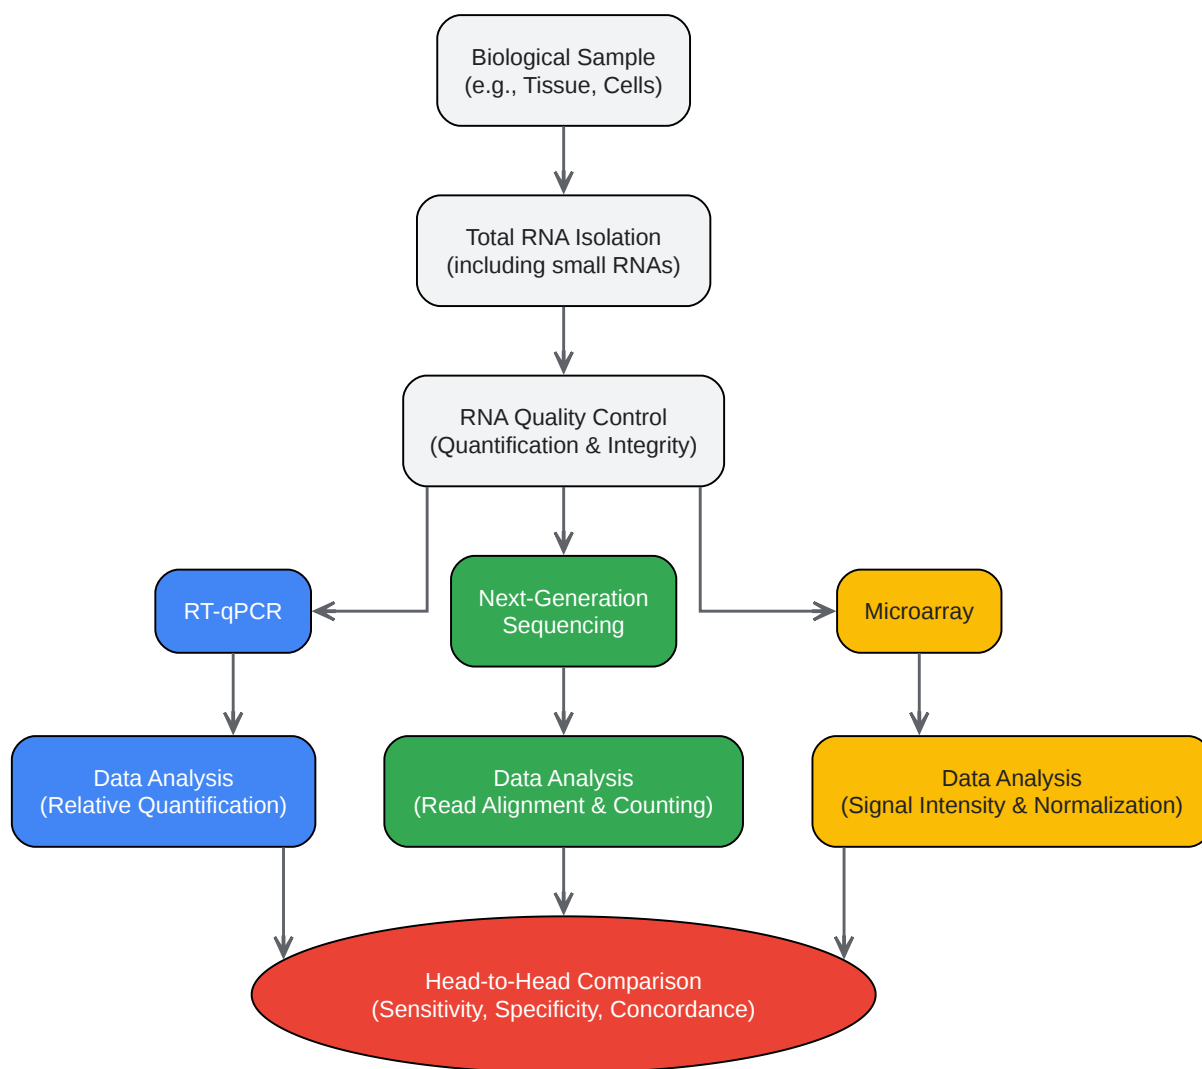 Biological Sample
(e.g., Tissue, Cells)
Total RNA Isolation
(including small RNAs)
RNA Quality Control
(Quantification & Integrity)
RT-qPCR
Next-Generation
Sequencing
Microarray
Data Analysis
(Relative Quantification)
Data Analysis
(Read Alignment & Counting)
Data Analysis
(Signal Intensity & Normalization)
Head-to-Head Comparison
(Sensitivity, Specificity, Concordance)